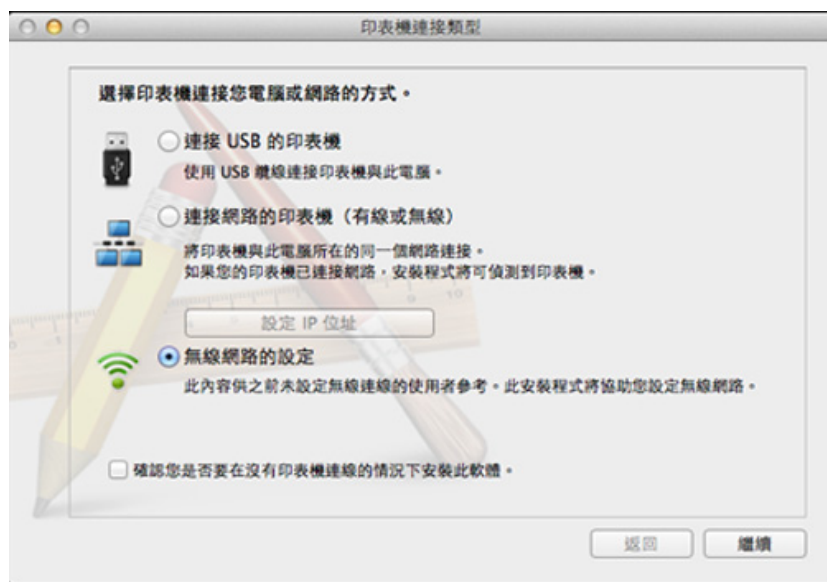 印表機連接類型
選擇印表機連接您電腦或網路的方式。
連接 USB 的印表機
使用 USB 纜線連接印表機與此電腦。
連接網路的印表機（有線或無線）
將印表機與此電腦所在的同一個網路連接。
如果您的印表機已連接網路，安裝程式將可偵測到印表機。
設定 IP 位址
無線網路的設定
此內容供之前未設定無線連線的使用者參考。此安裝程式將協助您設定無線網路。
確認您是否要在沒有印表機連線的情況下安裝此軟體。
返回
繼續